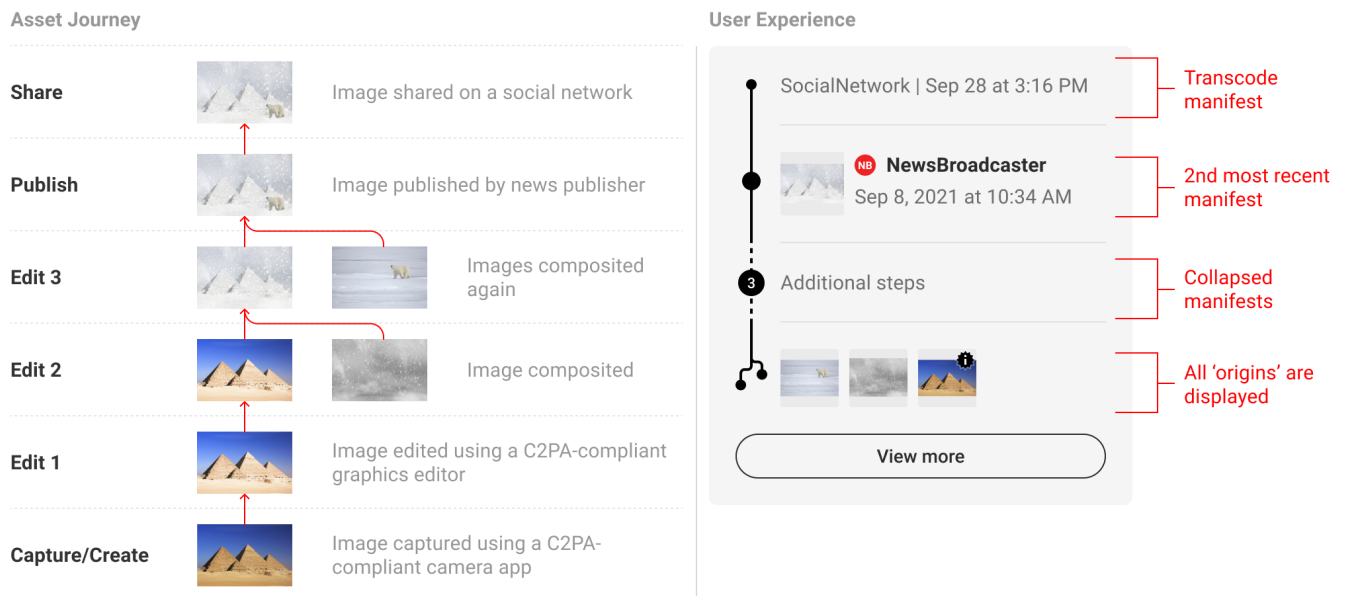 Asset Journey
Share
Image shared on a social network
Publish
Image published by news publisher
Edit 3
Images composited
again
Edit 2
Image composited
Edit 1
Image edited using a C2PA-compliant
graphics editor
Capture/Create
Image captured using a C2PA-
compliant camera app
User Experience
SocialNetwork | Sep 28 at 3:16 PM
Transcode
manifest
NB NewsBroadcaster
Sep 8, 2021 at 10:34 AM
2nd most recent
manifest
3 Additional steps
Collapsed
manifests
i
All ‘origins’ are
displayed
View more